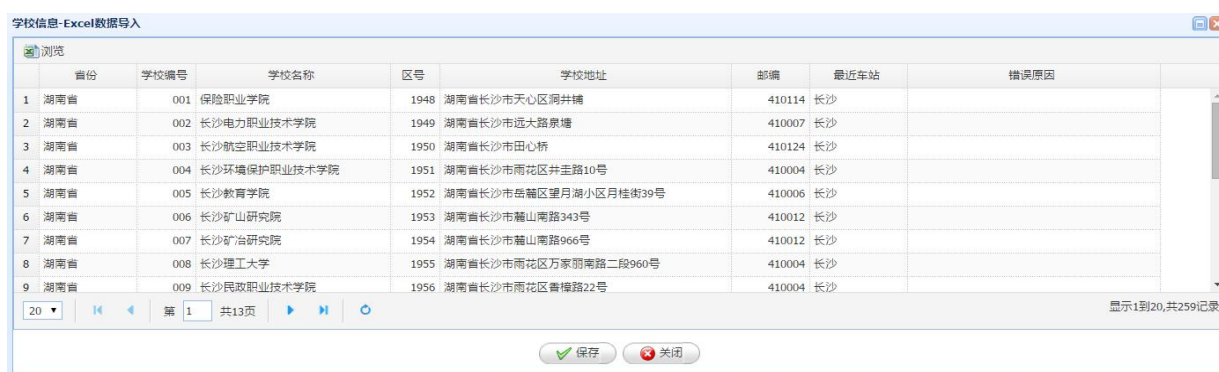 学校信息-Excel数据导入
浏览
省份 学校编号 学校名称 区号 学校地址 邮编 最近车站 错误原因
1 湖南省 001 保险职业学院 1948 湖南省长沙市天心区洞井铺 410114 长沙
2 湖南省 002 长沙电力职业技术学院 1949 湖南省长沙市远大路泉塘 410007 长沙
3 湖南省 003 长沙航空职业技术学院 1950 湖南省长沙市田心桥 410124 长沙
4 湖南省 004 长沙环境保护职业技术学院 1951 湖南省长沙市雨花区井圭路10号 410004 长沙
5 湖南省 005 长沙教育学院 1952 湖南省长沙市岳麓区望月湖小区月桂街39号 410006 长沙
6 湖南省 006 长沙矿山研究院 1953 湖南省长沙市麓山南路343号 410012 长沙
7 湖南省 007 长沙矿冶研究院 1954 湖南省长沙市麓山南路966号 410012 长沙
8 湖南省 008 长沙理工大学 1955 湖南省长沙市雨花区万家丽南路二段960号 410004 长沙
9 湖南省 009 长沙民政职业技术学院 1956 湖南省长沙市雨花区香樟路22号 410004 长沙
20 第 1 共13页 显示1到20,共259记录
保存 关闭